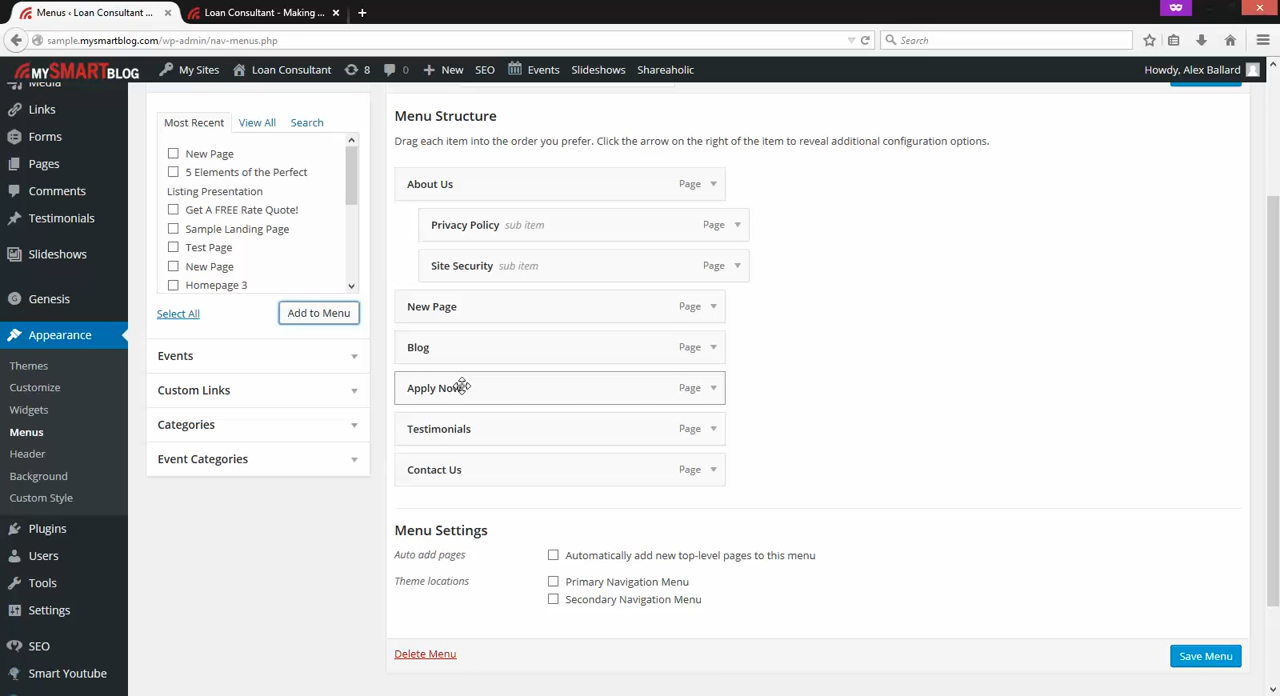 Menus ‹ Loan Consultant ... ×
Loan Consultant - Making ... ×
sample.mysmartblog.com/wp-admin/nav-menus.php
Search
MYSMARTBLOG
My Sites
Loan Consultant
8
0
New
SEO
Events
Slideshows
Shareaholic
Howdy, Alex Ballard
Media
Links
Forms
Pages
Comments
Testimonials
Slideshows
Genesis
Appearance
Themes
Customize
Widgets
Menus
Header
Background
Custom Style
Plugins
Users
Tools
Settings
SEO
Smart Youtube
Most Recent
View All
Search
New Page
5 Elements of the Perfect
Listing Presentation
Get A FREE Rate Quote!
Sample Landing Page
Test Page
New Page
Homepage 3
Select All
Add to Menu
Events
Custom Links
Categories
Event Categories
Menu Structure
Drag each item into the order you prefer. Click the arrow on the right of the item to reveal additional configuration options.
About Us Page
Privacy Policy sub item Page
Site Security sub item Page
New Page Page
Blog Page
Apply Now Page
Testimonials Page
Contact Us Page
Menu Settings
Auto add pages
Automatically add new top-level pages to this menu
Theme locations
Primary Navigation Menu
Secondary Navigation Menu
Delete Menu
Save Menu